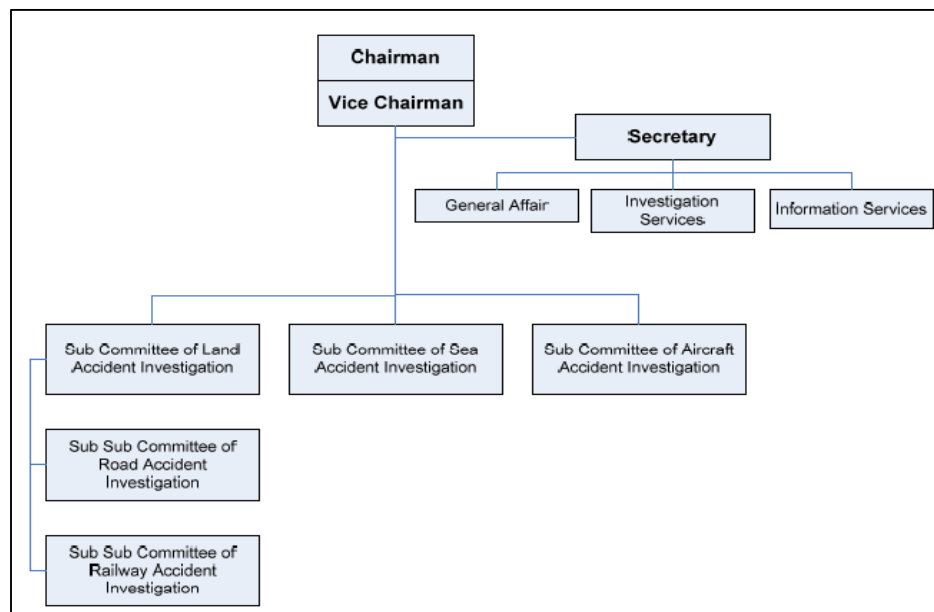 Chairman
Vice Chairman
Secretary
General Affair
Investigation
Services
Information Services
Sub Committee of Land
Accident Investigation
Sub Committee of Sea
Accident Investigation
Sub Committee of Aircraft
Accident Investigation
Sub Sub Committee of
Road Accident
Investigation
Sub Sub Committee of
Railway Accident
Investigation